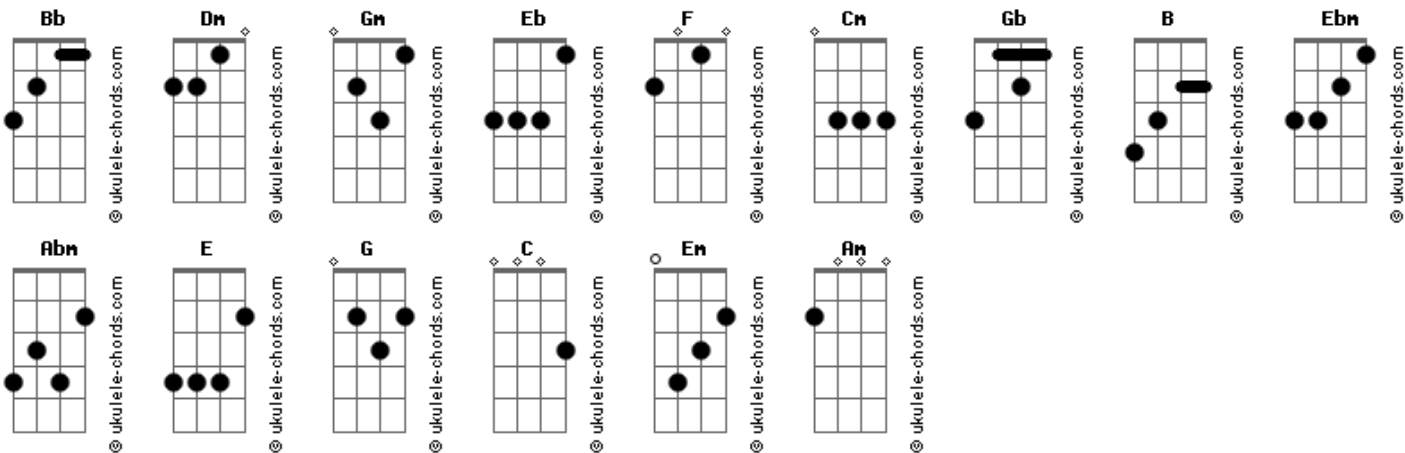 Bb Dm Gm Eb F Cm Gb B Ebm
© ukulele-chords.com © ukulele-chords.com © ukulele-chords.com © ukulele-chords.com © ukulele-chords.com © ukulele-chords.com © ukulele-chords.com © ukulele-chords.com © ukulele-chords.com
Abm E G C Em Am
© ukulele-chords.com © ukulele-chords.com © ukulele-chords.com © ukulele-chords.com © ukulele-chords.com © ukulele-chords.com